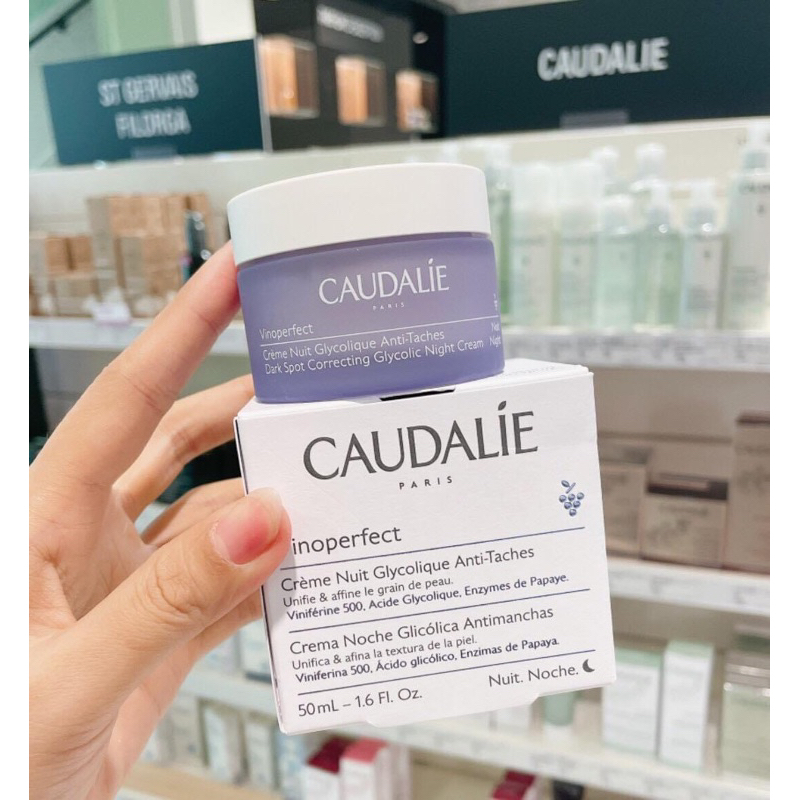 ST GERVAIS
FILORGA
CAUDALIE
CAUDALÍE
PARIS
Vinoperfect
Crème Nuit Glycolique Anti-Taches
Dark Spot Correcting Glycolic Night Cream
CAUDALÍE
PARIS
inoperfect
Crème Nuit Glycolique Anti-Taches
Unifie & affine le grain de peau.
Viniférine 500, Acide Glycolique, Enzymes de Papaye.
Crema Noche Glicólica Antimanchas
Unifica & afina la textura de la piel.
Viniferina 500, Ácido glicólico, Enzimas de Papaya.
Nuit. Noche.
50 mL – 1.6 Fl. Oz.